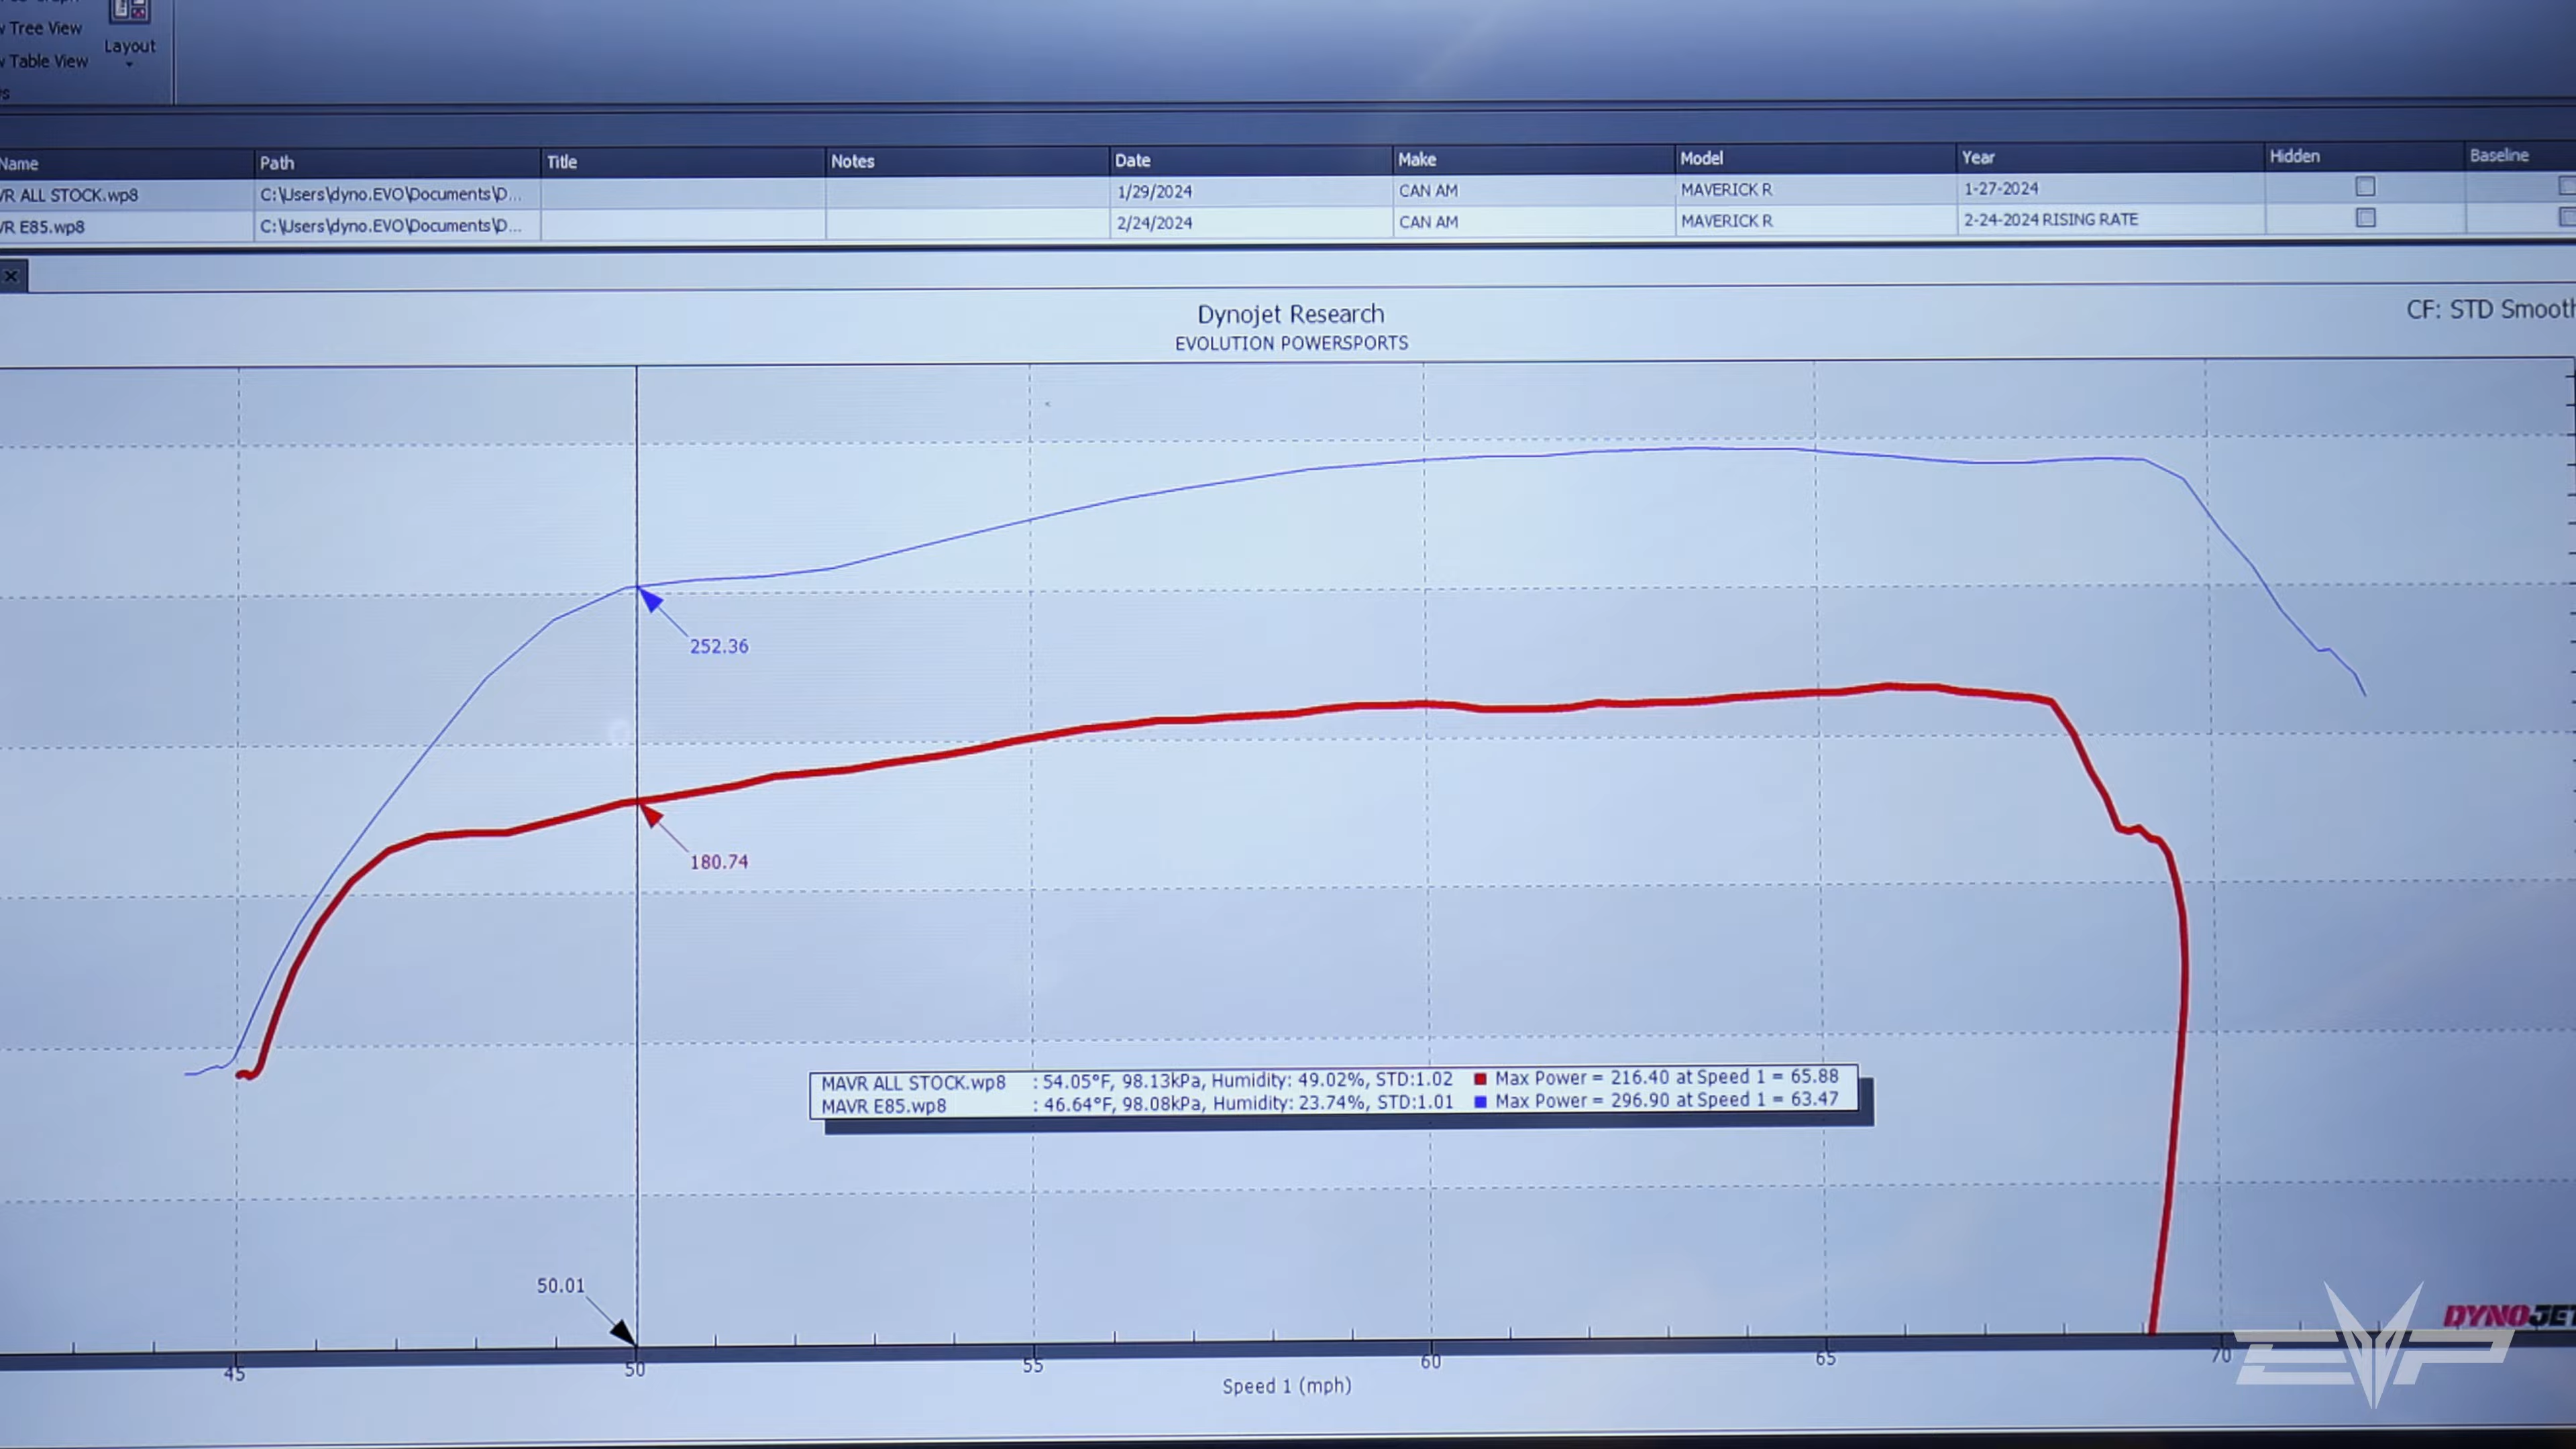 Tree View
Layout
Table View
Name Path Title Notes Date Make Model Year Hidden Baseline
VR ALL STOCK.wp8 C:\Users\dyno.EVO\Documents\D... 1/29/2024 CAN AM MAVERICK R 1-27-2024
VR E85.wp8 C:\Users\dyno.EVO\Documents\D... 2/24/2024 CAN AM MAVERICK R 2-24-2024 RISING RATE
Dynojet Research
CF: STD Smooth
EVOLUTION POWERSPORTS
252.36
180.74
MAVR ALL STOCK.wp8 : 54.05°F, 98.13kPa, Humidity: 49.02%, STD:1.02 Max Power = 216.40 at Speed 1 = 65.88
MAVR E85.wp8 : 46.64°F, 98.08kPa, Humidity: 23.74%, STD:1.01 Max Power = 296.90 at Speed 1 = 63.47
50.01
DYNOJET
EVP
45 50 55 60 65 70
Speed 1 (mph)